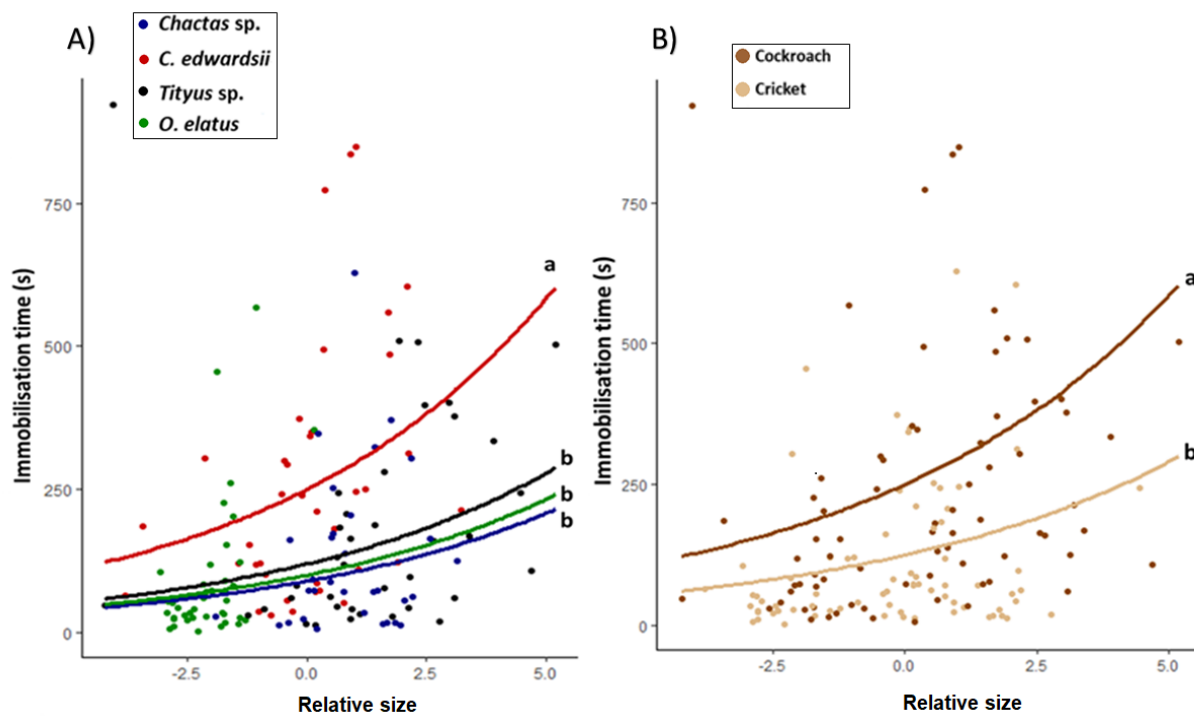 A)
Chactas sp.
C. edwardsii
Tityus sp.
O. elatus
Immobilisation time (s)
750
500
250
0
a
b
b
b
-2.5
0.0
2.5
5.0
Relative size
B)
Cockroach
Cricket
Immobilisation time (s)
750
500
250
0
a
b
-2.5
0.0
2.5
5.0
Relative size